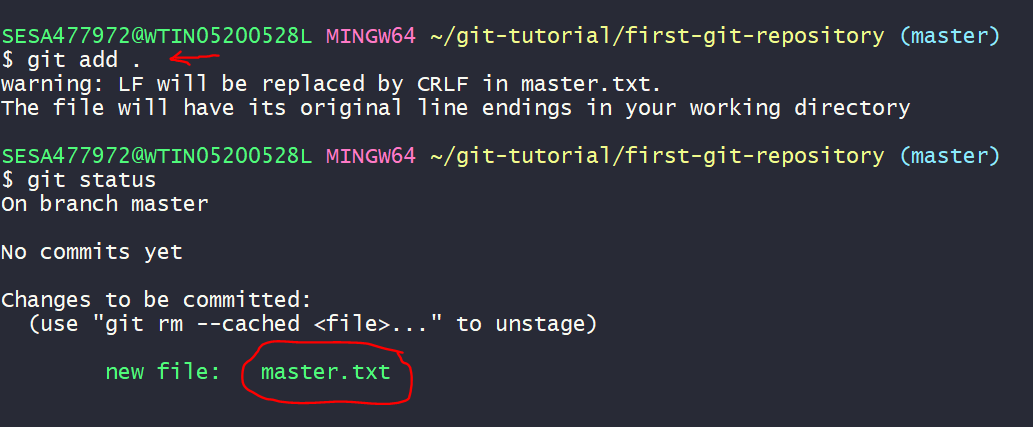 SESA477972@WTIN05200528L MINGW64 ~/git-tutorial/first-git-repository (master)
$ git add .
warning: LF will be replaced by CRLF in master.txt.
The file will have its original line endings in your working directory
SESA477972@WTIN05200528L MINGW64 ~/git-tutorial/first-git-repository (master)
$ git status
On branch master
No commits yet
Changes to be committed:
  (use "git rm --cached <file>..." to unstage)
        new file:   master.txt